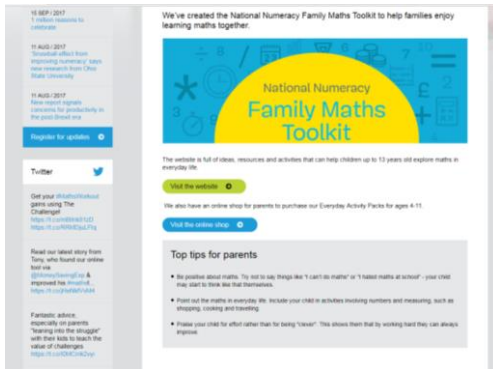 15 SEP / 2017
1 million reasons to
celebrate
11 AUG / 2017
'Snowball effect from
improving numeracy' says
new research from Ohio
State University
11 AUG / 2017
New report signals
concerns for productivity in
the post-Brexit era
Register for updates
Twitter
Get your
gains using The
Challenge!
Read our latest story from
Tony, who found our online
tool via
@MoneySavingExp &
improved his
Fantastic advice,
especially on parents
"leaning into the struggle"
with their kids to teach the
value of challenges
We've created the National Numeracy Family Maths Toolkit to help families enjoy
learning maths together.
National Numeracy
Family Maths
Toolkit
The website is full of ideas, resources and activities that can help children up to 13 years old explore maths in
everyday life.
Visit the website
We also have an online shop for parents to purchase our Everyday Activity Packs for ages 4-11.
Visit the online shop
Top tips for parents
Be positive about maths. Try not to say things like "I can't do maths" or "I hated maths at school" - your child
may start to think like that themselves.
Point out the maths in everyday life. Include your child in activities involving numbers and measuring, such as
shopping, cooking and travelling.
Praise your child for effort rather than for being "clever". This shows them that by working hard they can always
improve.